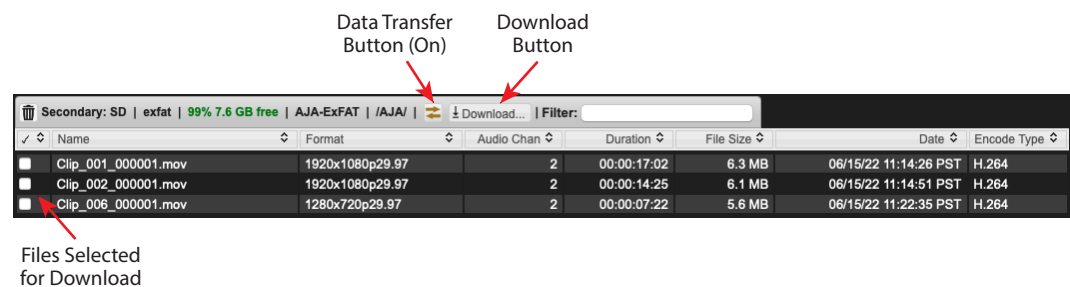 Data Transfer
Button (On)
Download
Button
Secondary: SD | exfat | 99% 7.6 GB free | AJA-ExFAT | /AJA/ | Download... | Filter:
✓ Name Format Audio Chan Duration File Size Date Encode Type
Clip_001_000001.mov 1920x1080p29.97 2 00:00:17:02 6.3 MB 06/15/22 11:14:26 PST H.264
Clip_002_000001.mov 1920x1080p29.97 2 00:00:14:25 6.1 MB 06/15/22 11:14:51 PST H.264
Clip_006_000001.mov 1280x720p29.97 2 00:00:07:22 5.6 MB 06/15/22 11:22:35 PST H.264
Files Selected
for Download